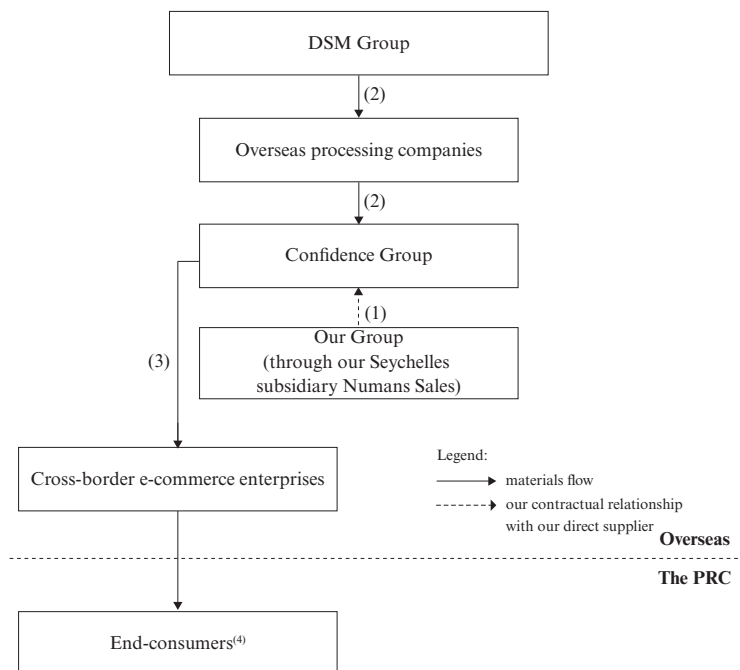 DSM Group
(2)
Overseas processing companies
(2)
Confidence Group
(1)
Our Group
(through our Seychelles
subsidiary Numans Sales)
(3)
Cross-border e-commerce enterprises
Legend:
materials flow
our contractual relationship
with our direct supplier
Overseas
The PRC
End-consumers(4)